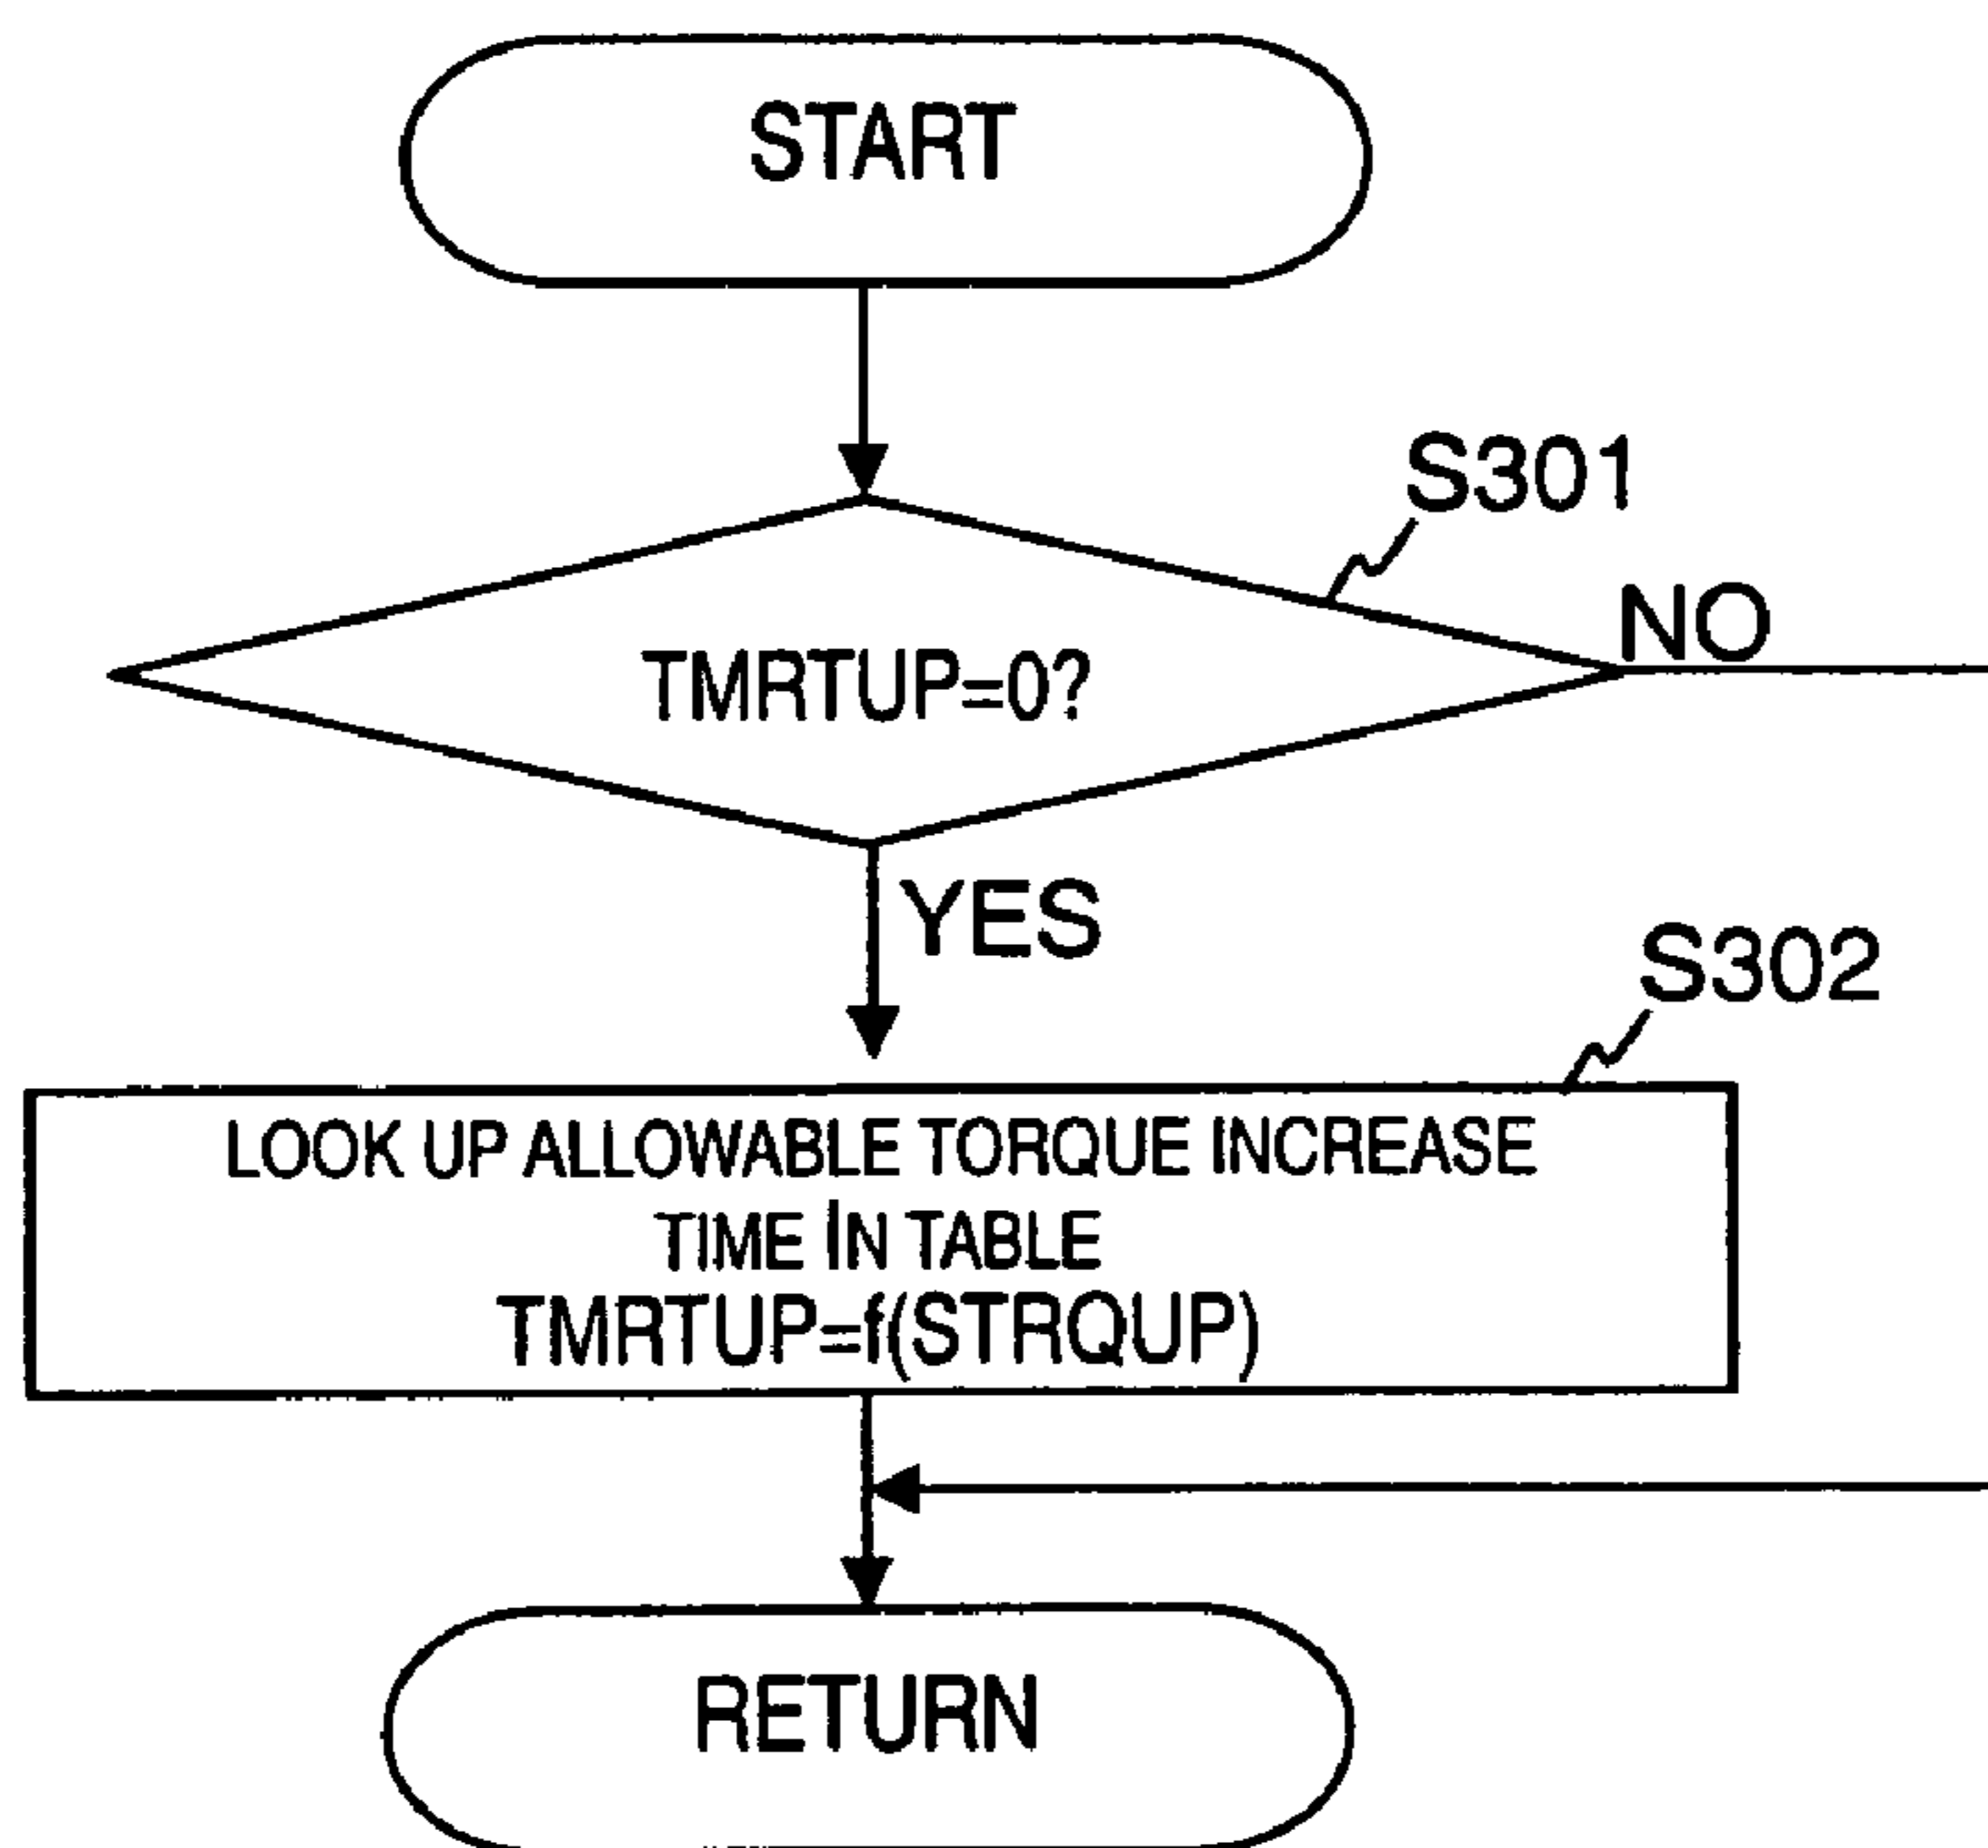 START
S301
TMRTUP=0?
NO
YES
S302
LOOK UP ALLOWABLE TORQUE INCREASE
TIME IN TABLE
TMRTUP=f(STRQUP)
RETURN